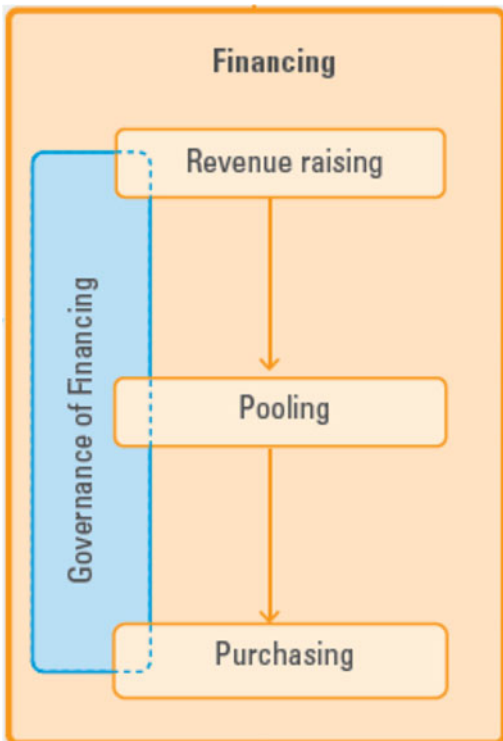 Financing
Revenue raising
Governance of Financing
Pooling
Purchasing